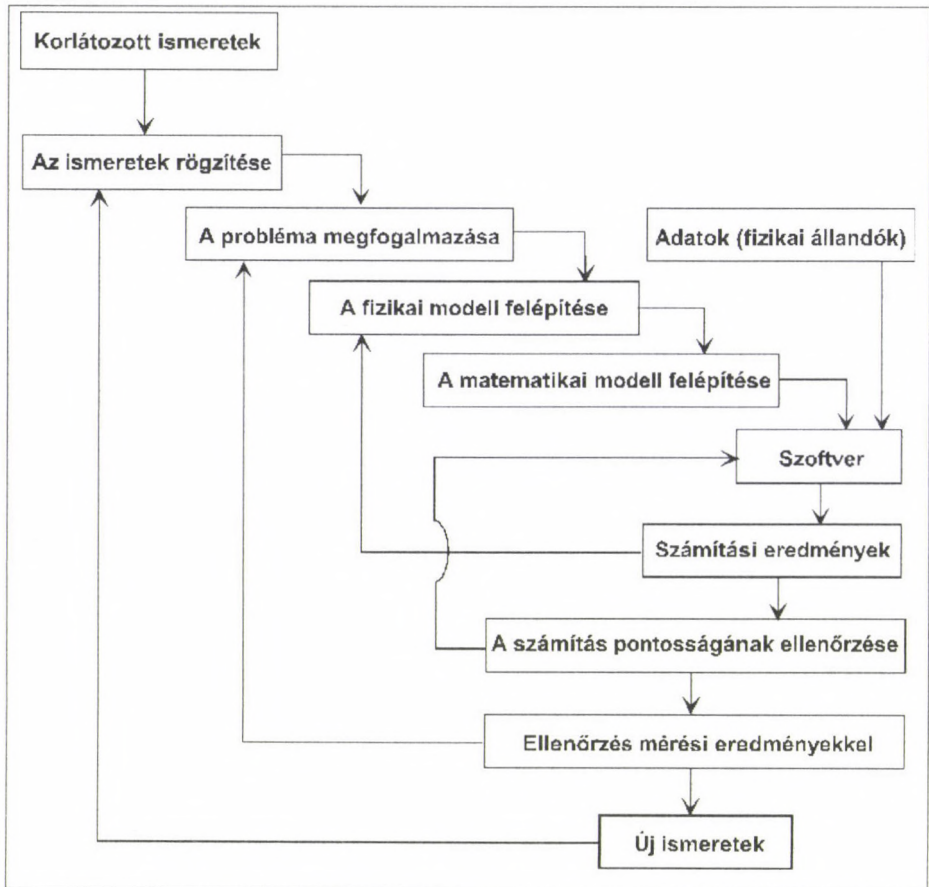 Korlátozott ismeretek
Az ismeretek rögzítése
A probléma megfogalmazása
Adatok (fizikai állandók)
A fizikai modell felépítése
A matematikai modell felépítése
Szoftver
Számítási eredmények
A számítás pontosságának ellenőrzése
Ellenőrzés mérési eredményekkel
Új ismeretek